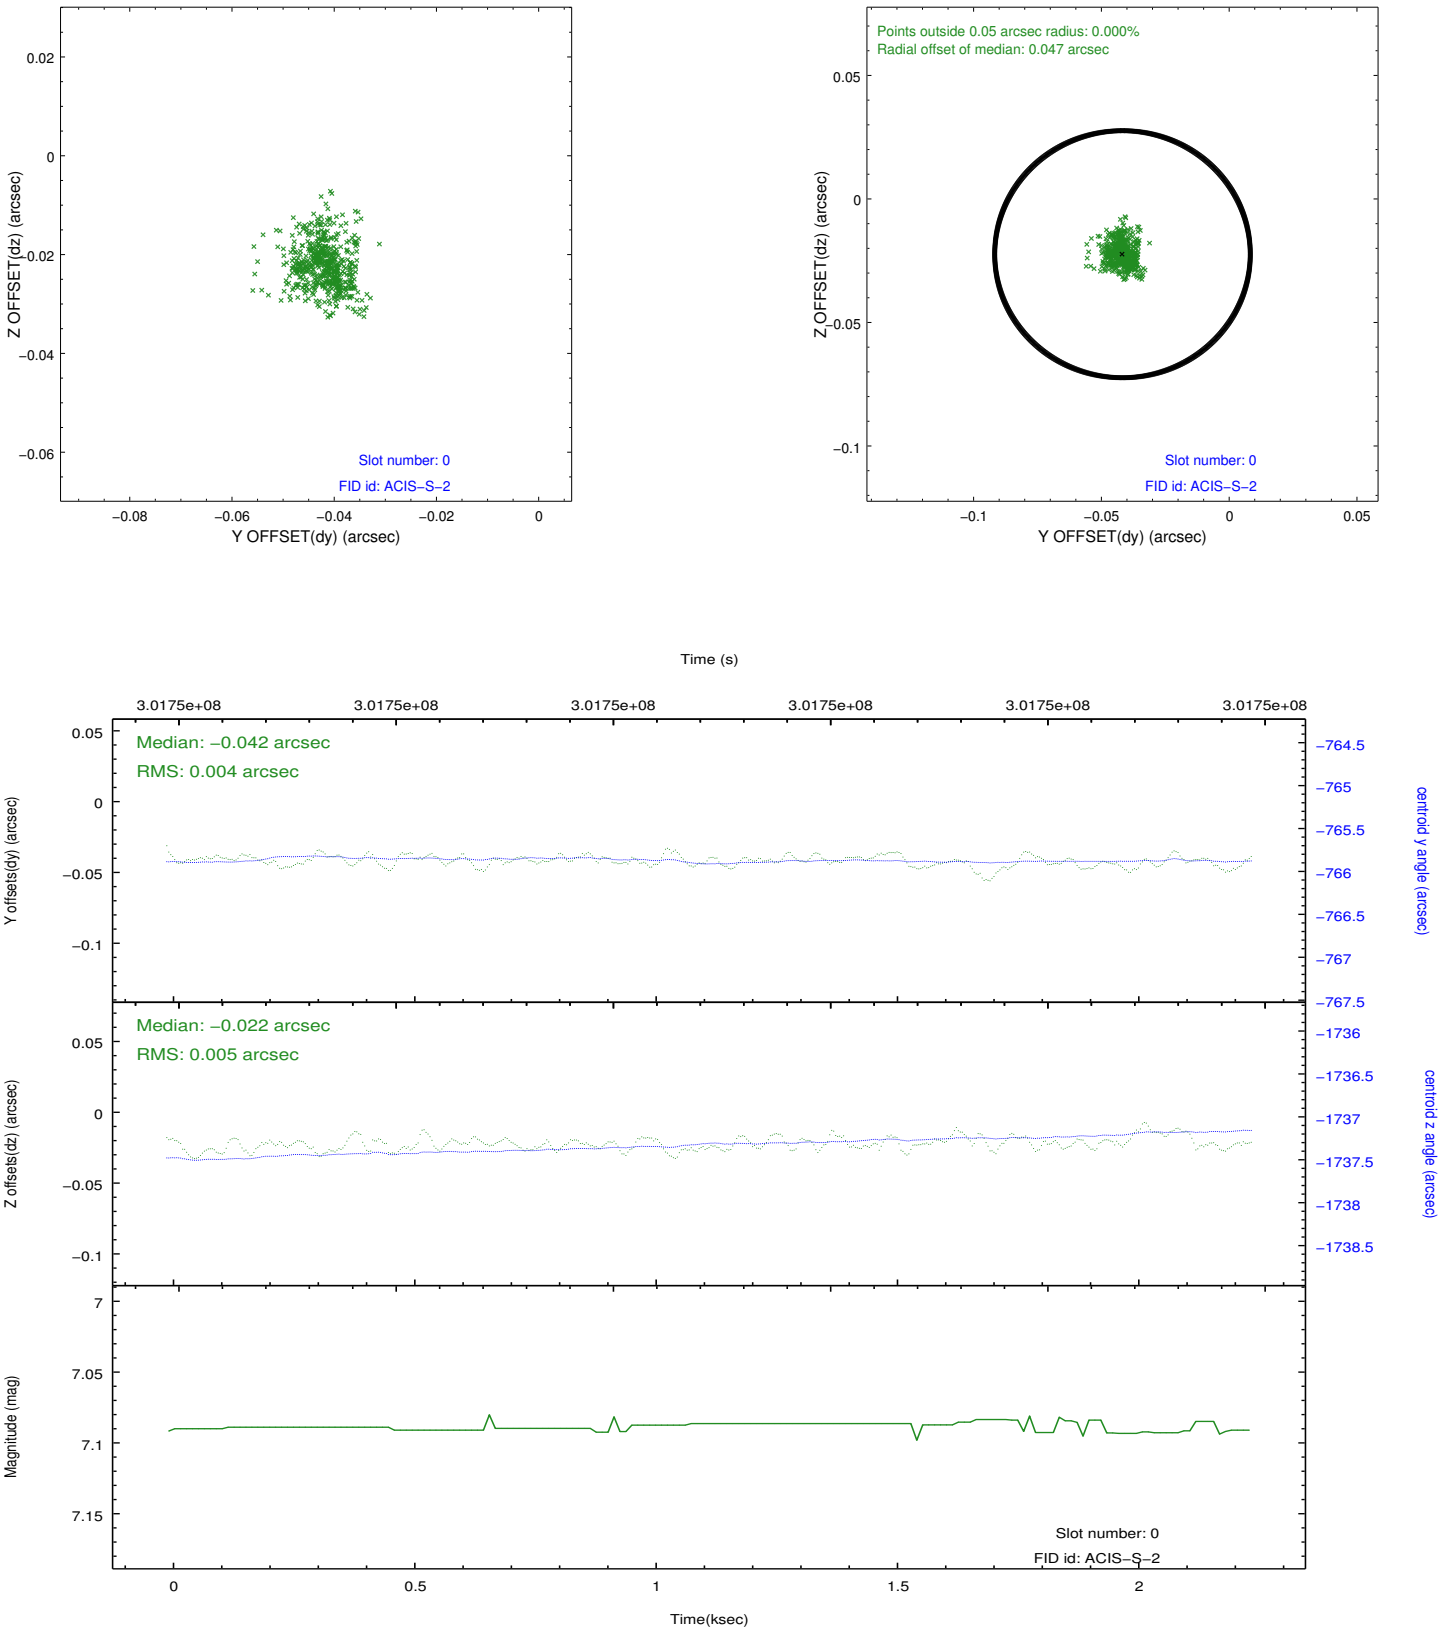 0.02
0
−0.02
−0.04
−0.06
Z OFFSET(dz) (arcsec)
Slot number: 0
FID id: ACIS−S−2
−0.08
−0.06
−0.04
−0.02
0
Y OFFSET(dy) (arcsec)
Points outside 0.05 arcsec radius: 0.000%
Radial offset of median: 0.047 arcsec
0.05
0
−0.05
−0.1
Z OFFSET(dz) (arcsec)
Slot number: 0
FID id: ACIS−S−2
−0.1
−0.05
0
0.05
Y OFFSET(dy) (arcsec)
Time (s)
3.0175e+08
3.0175e+08
3.0175e+08
3.0175e+08
3.0175e+08
3.0175e+08
Median: −0.042 arcsec
RMS: 0.004 arcsec
0.05
0
−0.05
−0.1
Y offsets(dy) (arcsec)
−764.5
−765
−765.5
−766
−766.5
−767
−767.5
centroid y angle (arcsec)
Median: −0.022 arcsec
RMS: 0.005 arcsec
0.05
0
−0.05
−0.1
Z offsets(dz) (arcsec)
−1736
−1736.5
−1737
−1737.5
−1738
−1738.5
centroid z angle (arcsec)
7
7.05
7.1
7.15
Magnitude (mag)
Slot number: 0
FID id: ACIS−S−2
0
0.5
1
1.5
2
Time(ksec)